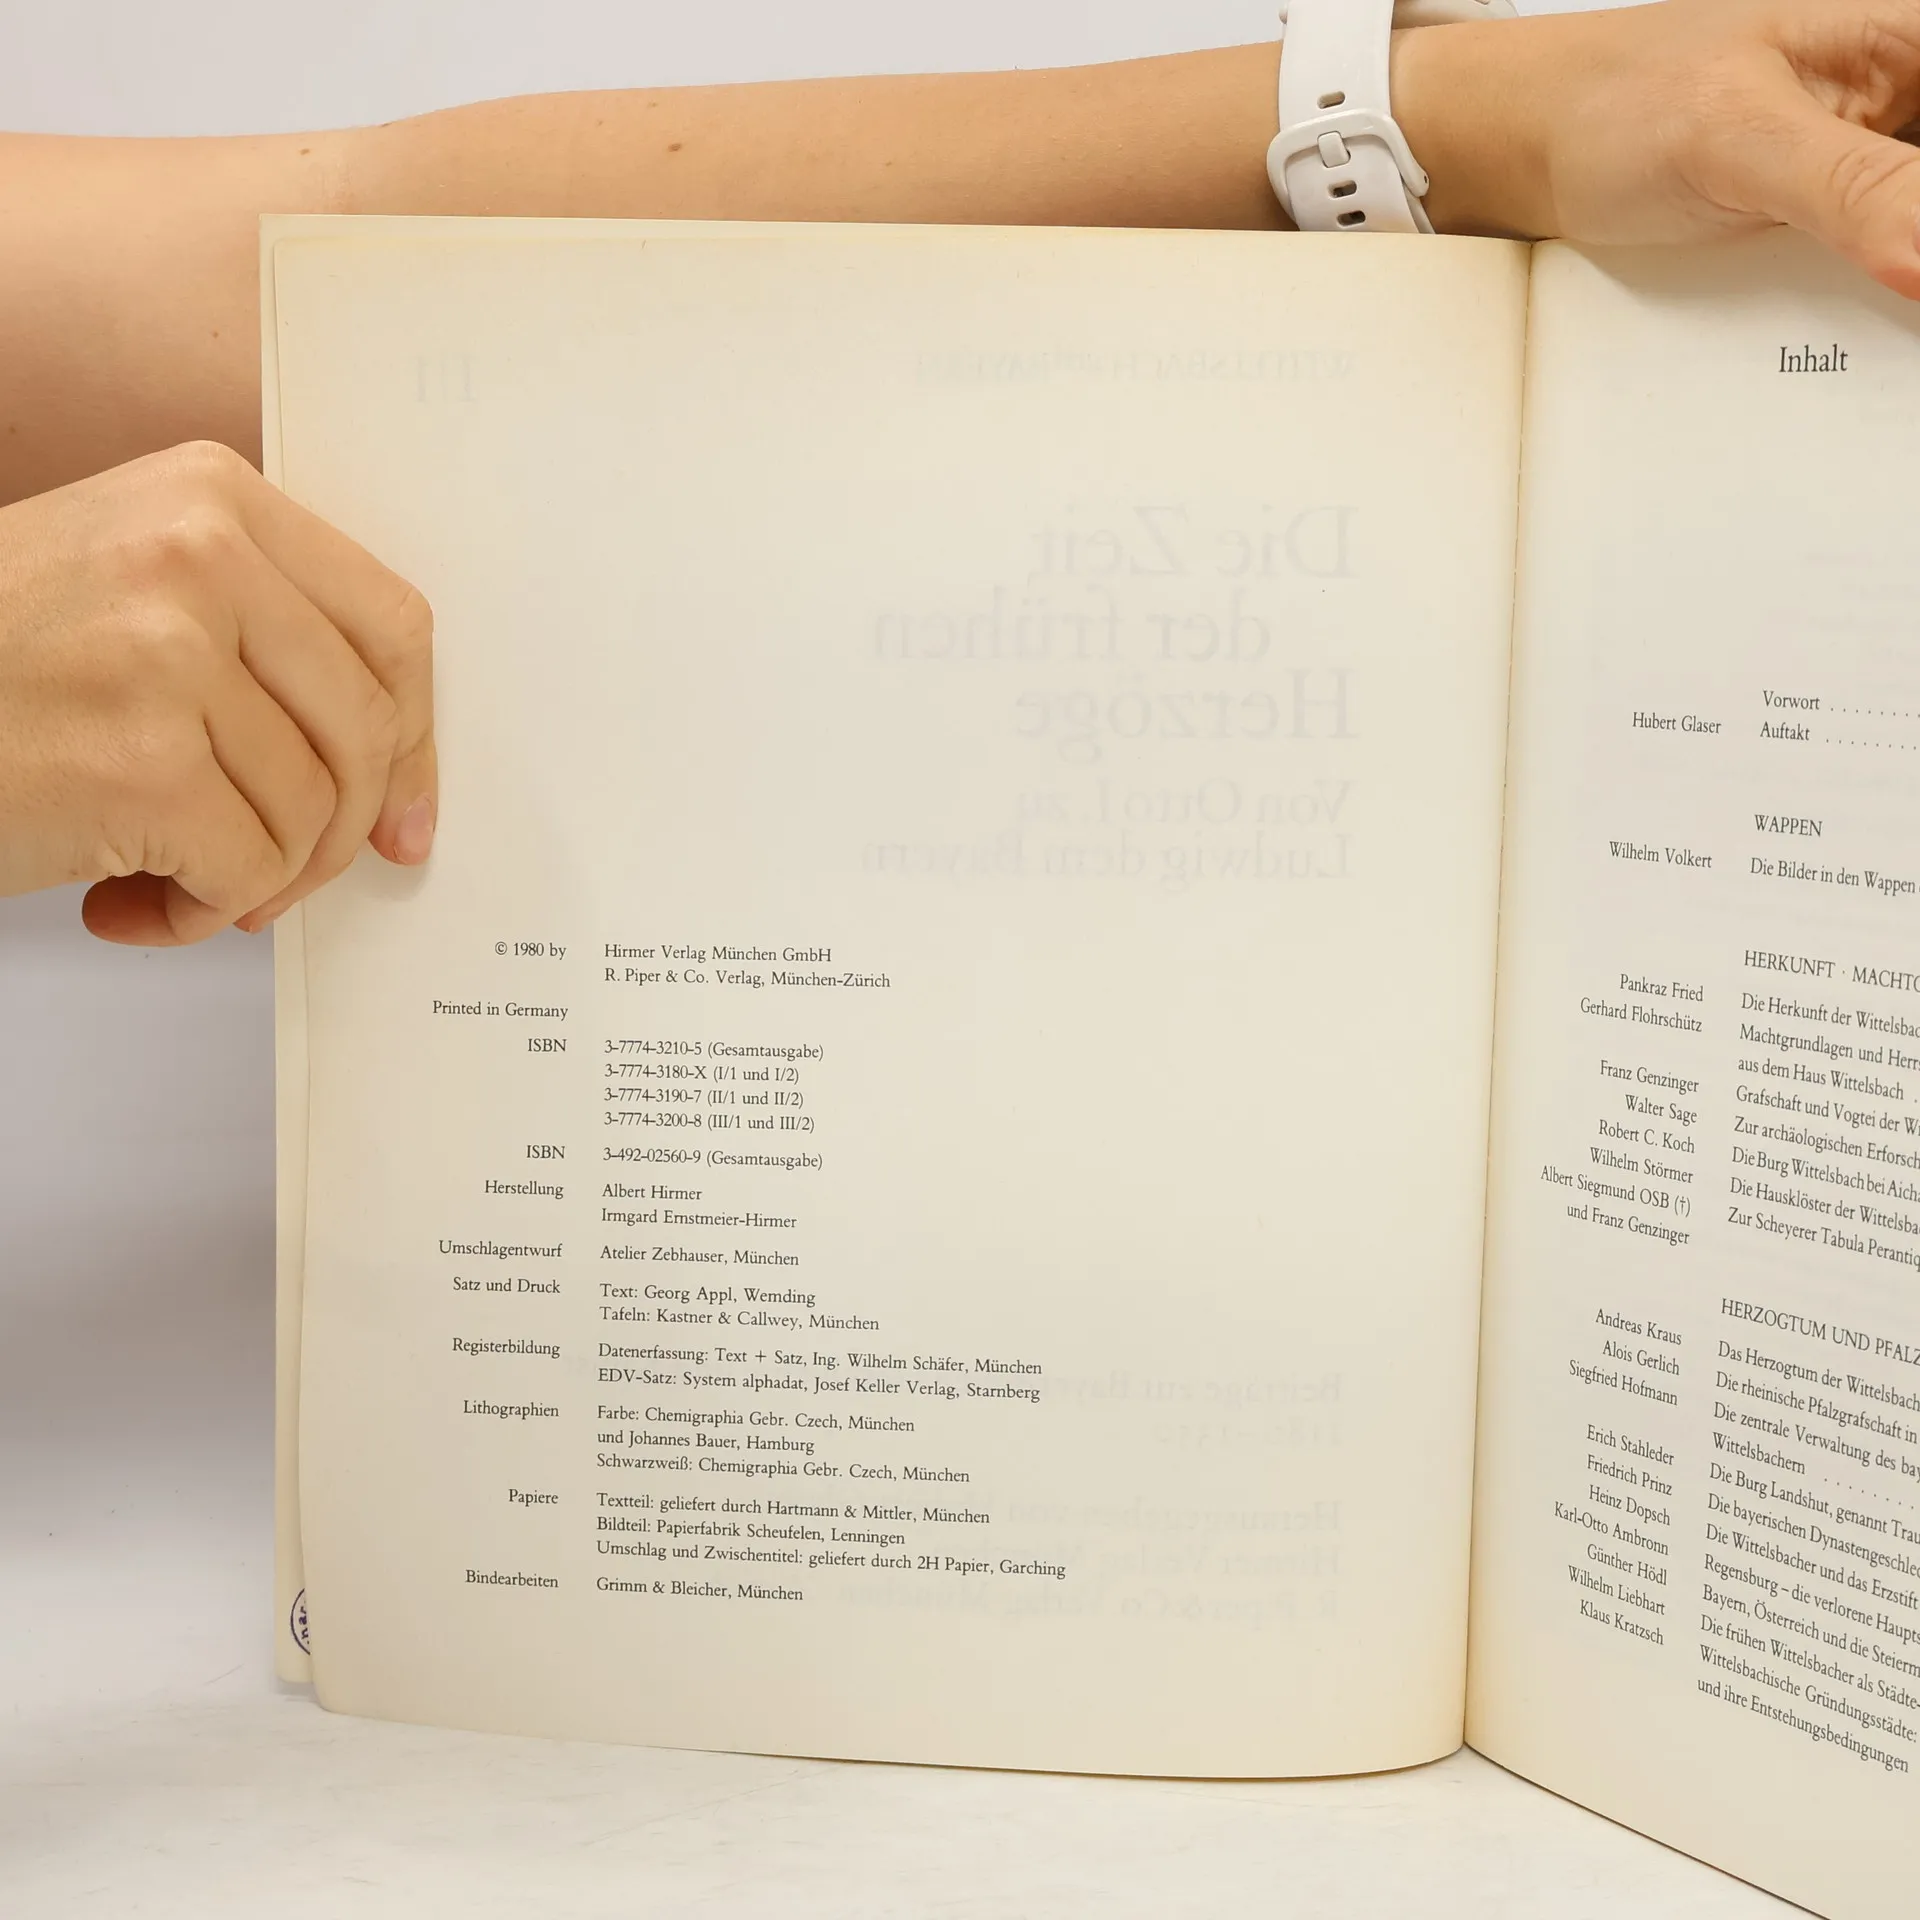 © 1980 by Hirmer Verlag München GmbH
R. Piper & Co. Verlag, München-Zürich
Printed in Germany
ISBN 3-7774-3210-5 (Gesamtausgabe)
3-7774-3180-X (I/1 und I/2)
3-7774-3190-7 (II/1 und II/2)
3-7774-3200-8 (III/1 und III/2)
ISBN 3-492-02560-9 (Gesamtausgabe)
Herstellung Albert Hirmer
Irmgard Ernstmeier-Hirmer
Umschlagentwurf Atelier Zebhauser, München
Satz und Druck Text: Georg Appl, Wemding
Tafeln: Kastner & Callwey, München
Registerbildung Datenerfassung: Text + Satz, Ing. Wilhelm Schäfer, München
EDV-Satz: System alphadat, Josef Keller Verlag, Starnberg
Lithographien Farbe: Chemigraphia Gebr. Czech, München
und Johannes Bauer, Hamburg
Schwarzweiß: Chemigraphia Gebr. Czech, München
Papiere Textteil: geliefert durch Hartmann & Mittler, München
Bildteil: Papierfabrik Scheufelen, Lenningen
Umschlag und Zwischentitel: geliefert durch 2H Papier, Garching
Bindearbeiten Grimm & Bleicher, München
Inhalt
Vorwort . . . . . . . .
Hubert Glaser Auftakt . . . . . . . .
WAPPEN
Wilhelm Volkert Die Bilder in den Wappen
HERKUNFT · MACHTG
Pankraz Fried Die Herkunft der Wittelsbac
Gerhard Flohrschütz Machtgrundlagen und Herrs
aus dem Haus Wittelsbach .
Franz Genzinger Grafschaft und Vogtei der Wi
Walter Sage Zur archäologischen Erforsch
Robert C. Koch Die Burg Wittelsbach bei Aicha
Wilhelm Störmer Die Hausklöster der Wittelsba
Albert Siegmund OSB (†) Zur Scheyerer Tabula Perantiq
und Franz Genzinger
HERZOGTUM UND PFALZ
Andreas Kraus Das Herzogtum der Wittelsbach
Alois Gerlich Die rheinische Pfalzgrafschaft in
Siegfried Hofmann Die zentrale Verwaltung des bay
Wittelsbachern . . . . . . .
Erich Stahleder Die Burg Landshut, genannt Trau
Friedrich Prinz Die bayerischen Dynastengeschlec
Heinz Dopsch Die Wittelsbacher und das Erzstift
Karl-Otto Ambronn Regensburg – die verlorene Haupts
Günther Hödl Bayern, Österreich und die Steierm
Wilhelm Liebhart Die frühen Wittelsbacher als Städte-
Klaus Kratzsch Wittelsbachische Gründungsstädte:
und ihre Entstehungsbedingungen